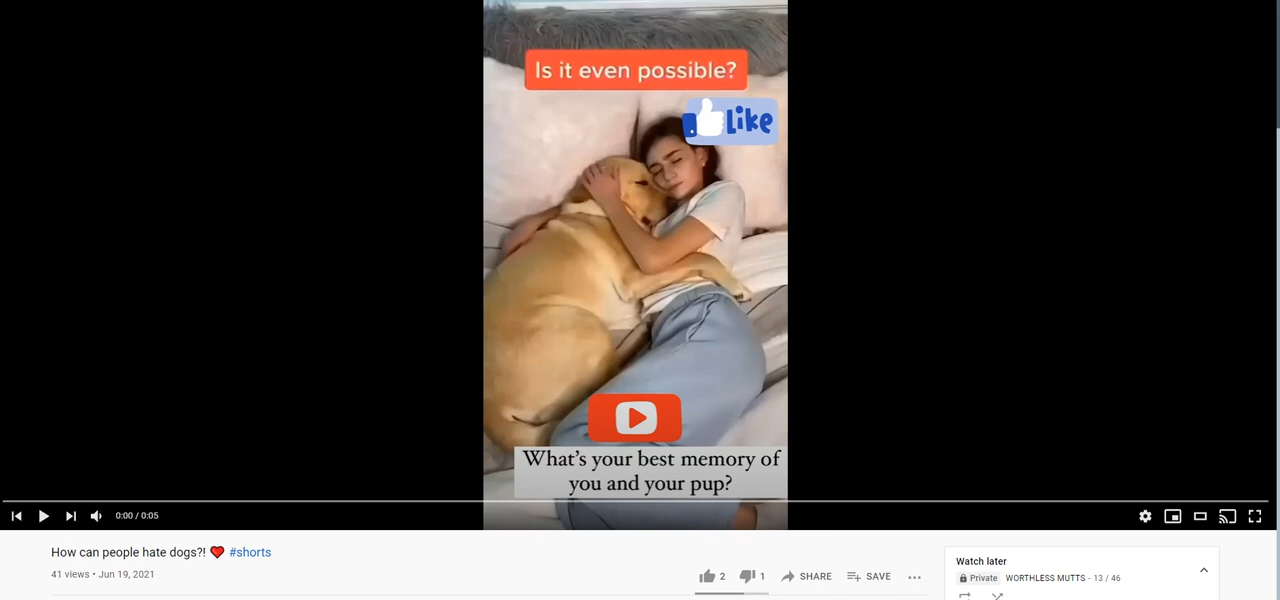 Is it even possible?
Like
What's your best memory of
you and your pup?
0:00 / 0:05
How can people hate dogs?! ❤️ #shorts
41 views • Jun 19, 2021
2
1
SHARE
SAVE
Watch later
Private
WORTHLESS MUTTS - 13 / 46